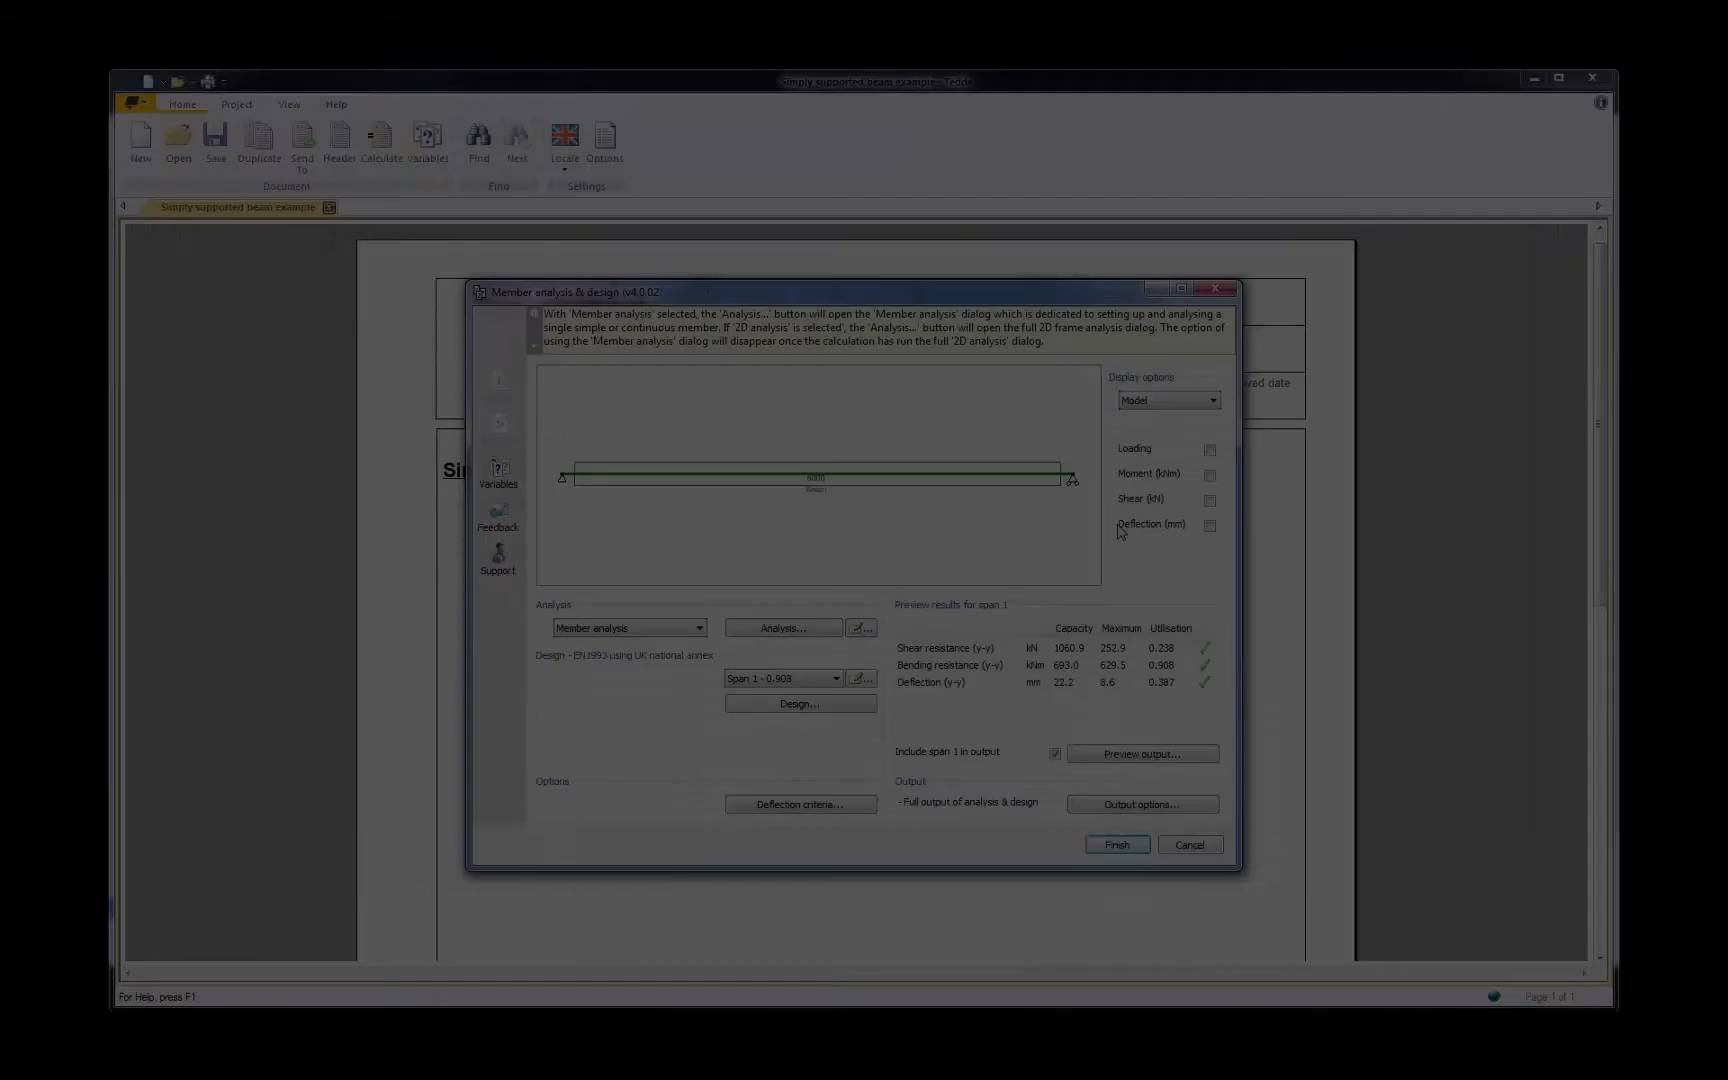 Simply supported beam example - Tedds
Home Project View Help
New Open Save Duplicate Send To Header Calculate Variables Find Next Locale Options
Document Find Settings
Simply supported beam example
Member analysis & design (v4.0.02)
With 'Member analysis' selected, the 'Analysis...' button will open the 'Member analysis' dialog which is dedicated to setting up and analysing a
single simple or continuous member. If '2D analysis' is selected', the 'Analysis...' button will open the full 2D frame analysis dialog. The option of
using the 'Member analysis' dialog will disappear once the calculation has run the full '2D analysis' dialog.
Display options
Model
ved date
Loading
Moment (kNm)
Shear (kN)
Deflection (mm)
Si
Variables
Feedback
Support
Analysis
Member analysis Analysis... ...
Design - EN1993 using UK national annex
Span 1 - 0.908 ...
Design...
Options
Deflection criteria...
Preview results for span 1
Capacity Maximum Utilisation
Shear resistance (y-y) kN 1060.9 252.9 0.238
Bending resistance (y-y) kNm 693.0 629.5 0.908
Deflection (y-y) mm 22.2 8.6 0.387
Include span 1 in output Preview output...
Output
- Full output of analysis & design Output options...
Finish Cancel
For Help, press F1 Page 1 of 1